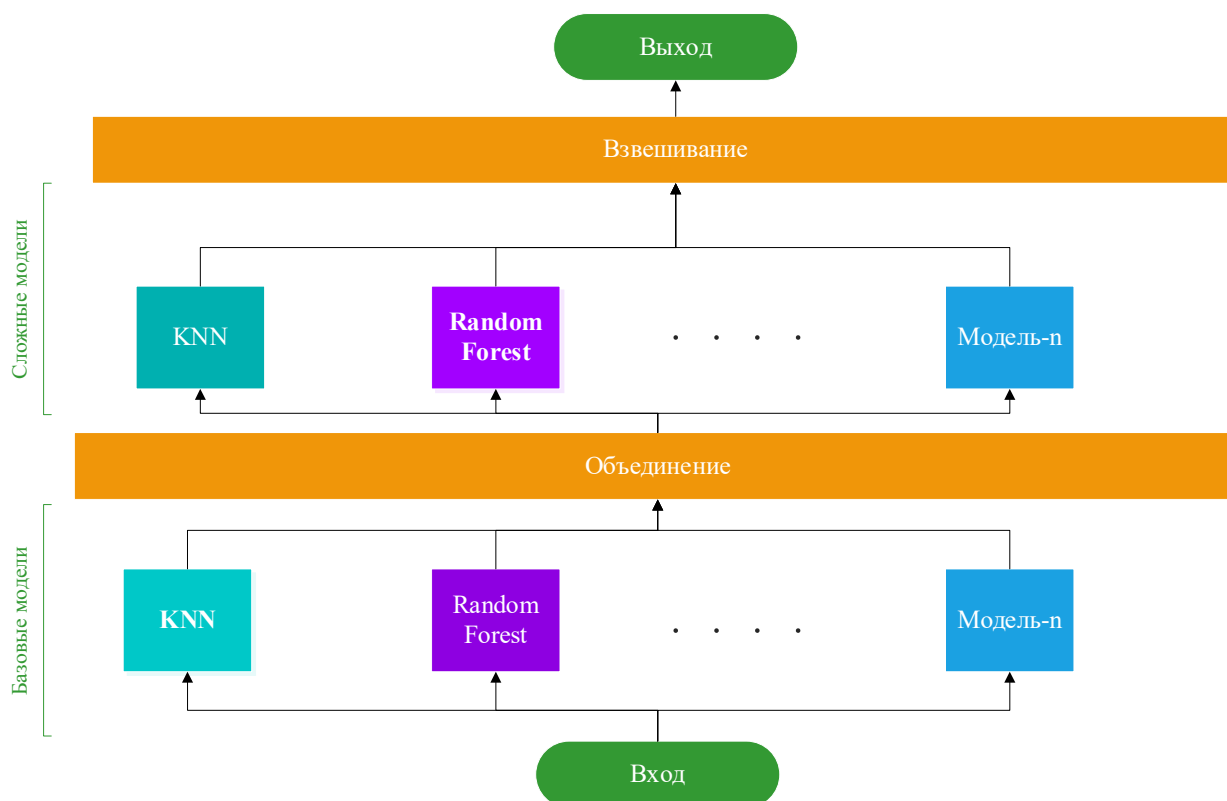 Выход
Взвешивание
Сложные модели
KNN
Random
Forest
. . . .
Модель-n
Объединение
Базовые модели
KNN
Random
Forest
. . . .
Модель-n
Вход